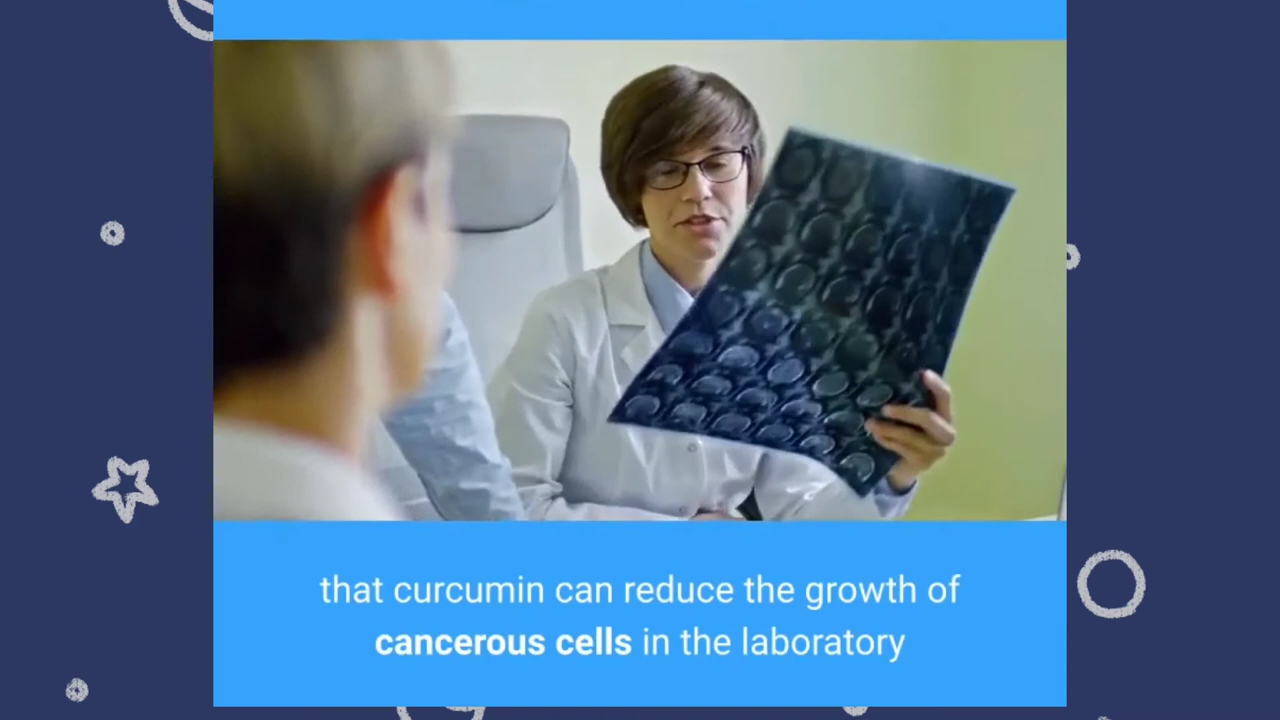 that curcumin can reduce the growth of
cancerous cells in the laboratory